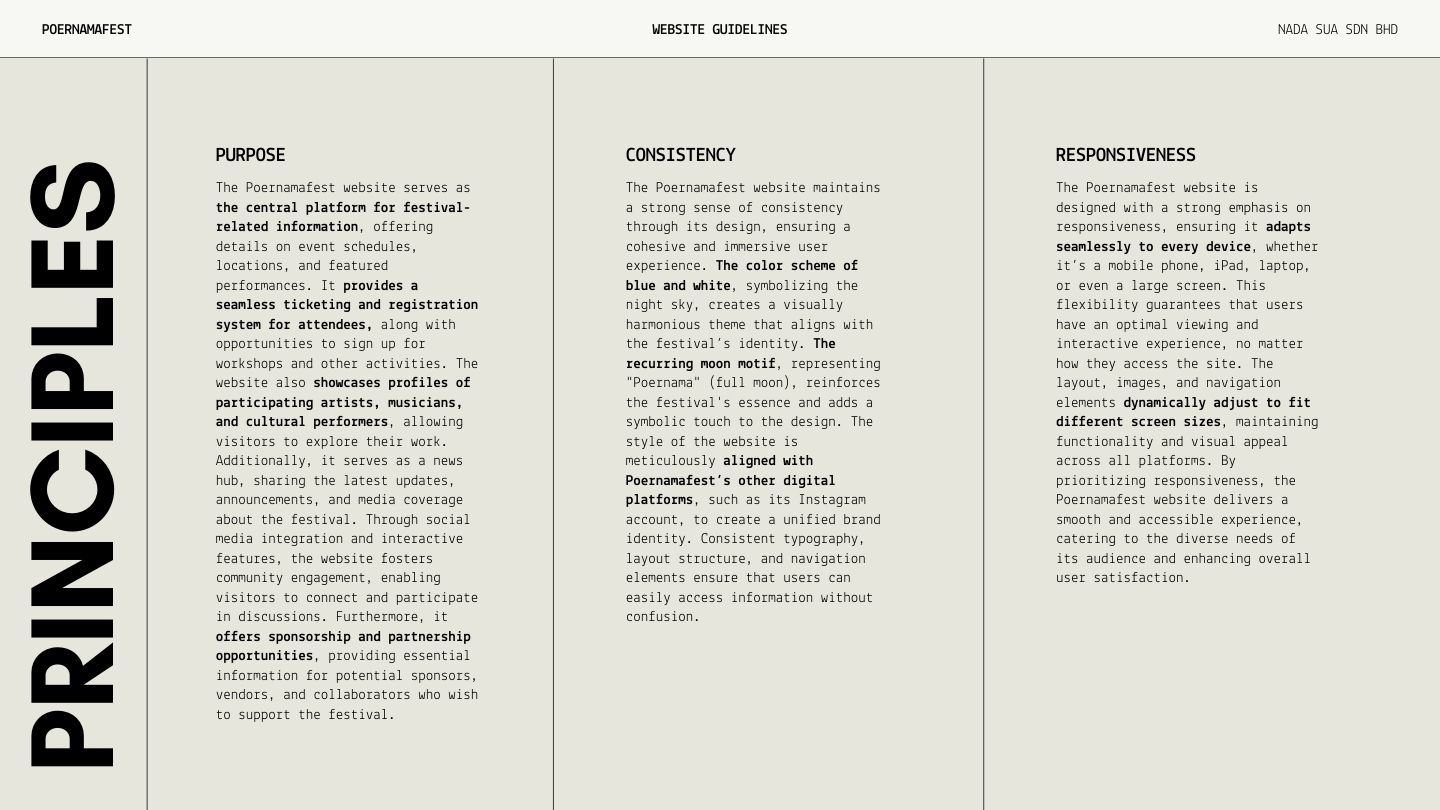 POERNAMAFEST
WEBSITE GUIDELINES
NADA SUA SDN BHD
PRINCIPLES
PURPOSE
The Poernamafest website serves as
the central platform for festival-
related information, offering
details on event schedules,
locations, and featured
performances. It provides a
seamless ticketing and registration
system for attendees, along with
opportunities to sign up for
workshops and other activities. The
website also showcases profiles of
participating artists, musicians,
and cultural performers, allowing
visitors to explore their work.
Additionally, it serves as a news
hub, sharing the latest updates,
announcements, and media coverage
about the festival. Through social
media integration and interactive
features, the website fosters
community engagement, enabling
visitors to connect and participate
in discussions. Furthermore, it
offers sponsorship and partnership
opportunities, providing essential
information for potential sponsors,
vendors, and collaborators who wish
to support the festival.
CONSISTENCY
The Poernamafest website maintains
a strong sense of consistency
through its design, ensuring a
cohesive and immersive user
experience. The color scheme of
blue and white, symbolizing the
night sky, creates a visually
harmonious theme that aligns with
the festival’s identity. The
recurring moon motif, representing
"Poernama" (full moon), reinforces
the festival's essence and adds a
symbolic touch to the design. The
style of the website is
meticulously aligned with
Poernamafest’s other digital
platforms, such as its Instagram
account, to create a unified brand
identity. Consistent typography,
layout structure, and navigation
elements ensure that users can
easily access information without
confusion.
RESPONSIVENESS
The Poernamafest website is
designed with a strong emphasis on
responsiveness, ensuring it adapts
seamlessly to every device, whether
it’s a mobile phone, iPad, laptop,
or even a large screen. This
flexibility guarantees that users
have an optimal viewing and
interactive experience, no matter
how they access the site. The
layout, images, and navigation
elements dynamically adjust to fit
different screen sizes, maintaining
functionality and visual appeal
across all platforms. By
prioritizing responsiveness, the
Poernamafest website delivers a
smooth and accessible experience,
catering to the diverse needs of
its audience and enhancing overall
user satisfaction.